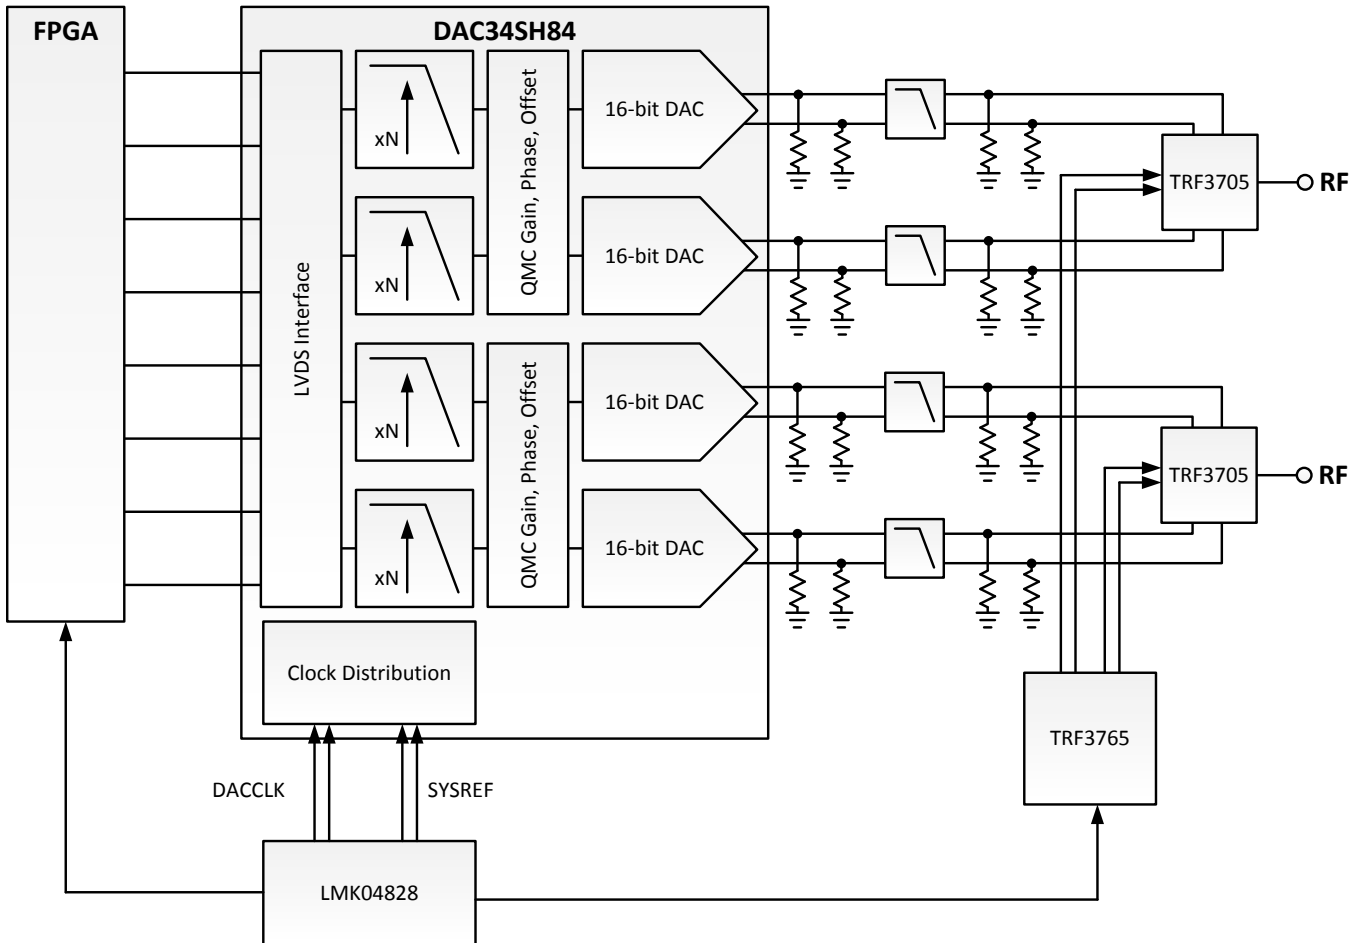 FPGA
DAC34SH84
LVDS Interface
xN
xN
xN
xN
QMC Gain, Phase, Offset
QMC Gain, Phase, Offset
16-bit DAC
16-bit DAC
16-bit DAC
16-bit DAC
TRF3705
RF
TRF3705
RF
Clock Distribution
TRF3765
DACCLK
SYSREF
LMK04828